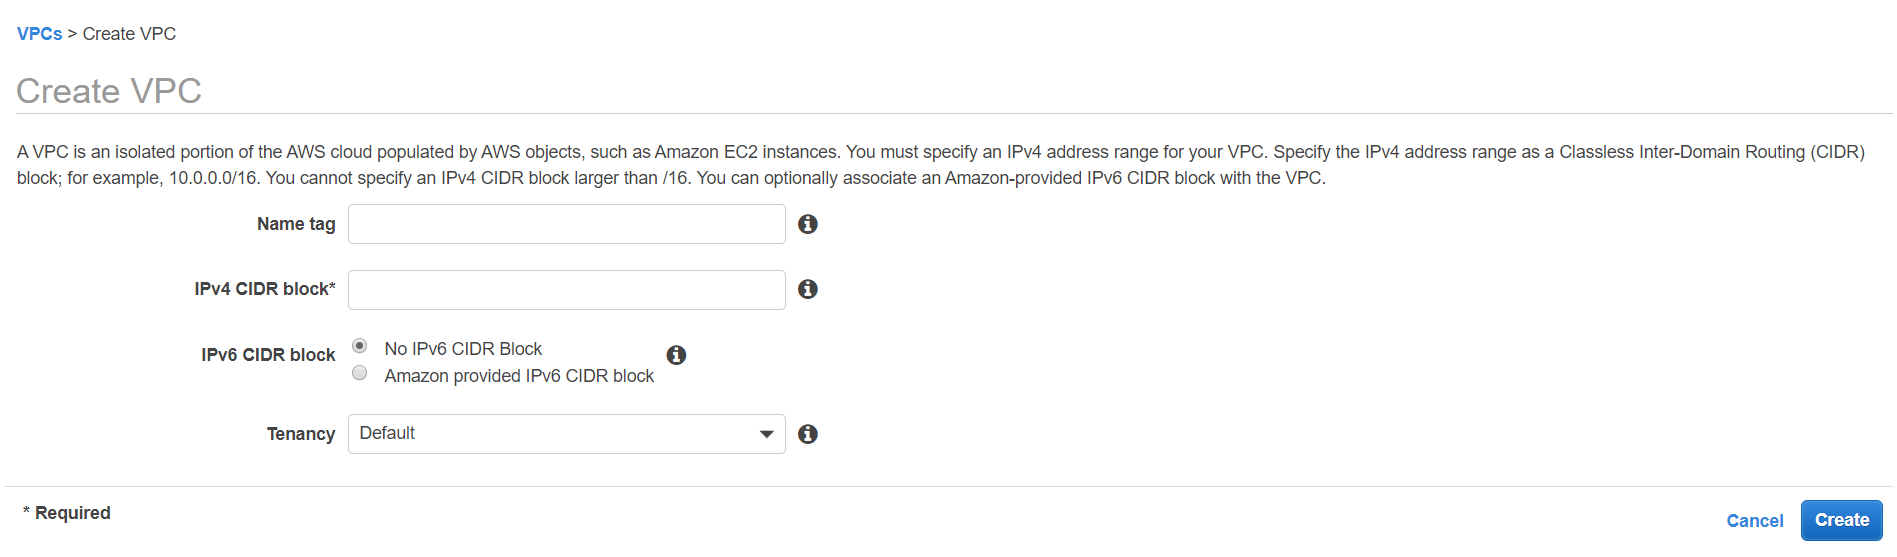 VPCs > Create VPC
Create VPC
A VPC is an isolated portion of the AWS cloud populated by AWS objects, such as Amazon EC2 instances. You must specify an IPv4 address range for your VPC. Specify the IPv4 address range as a Classless Inter-Domain Routing (CIDR)
block; for example, 10.0.0.0/16. You cannot specify an IPv4 CIDR block larger than /16. You can optionally associate an Amazon-provided IPv6 CIDR block with the VPC.
Name tag
IPv4 CIDR block*
IPv6 CIDR block
No IPv6 CIDR Block
Amazon provided IPv6 CIDR block
Tenancy
Default
* Required
Cancel
Create